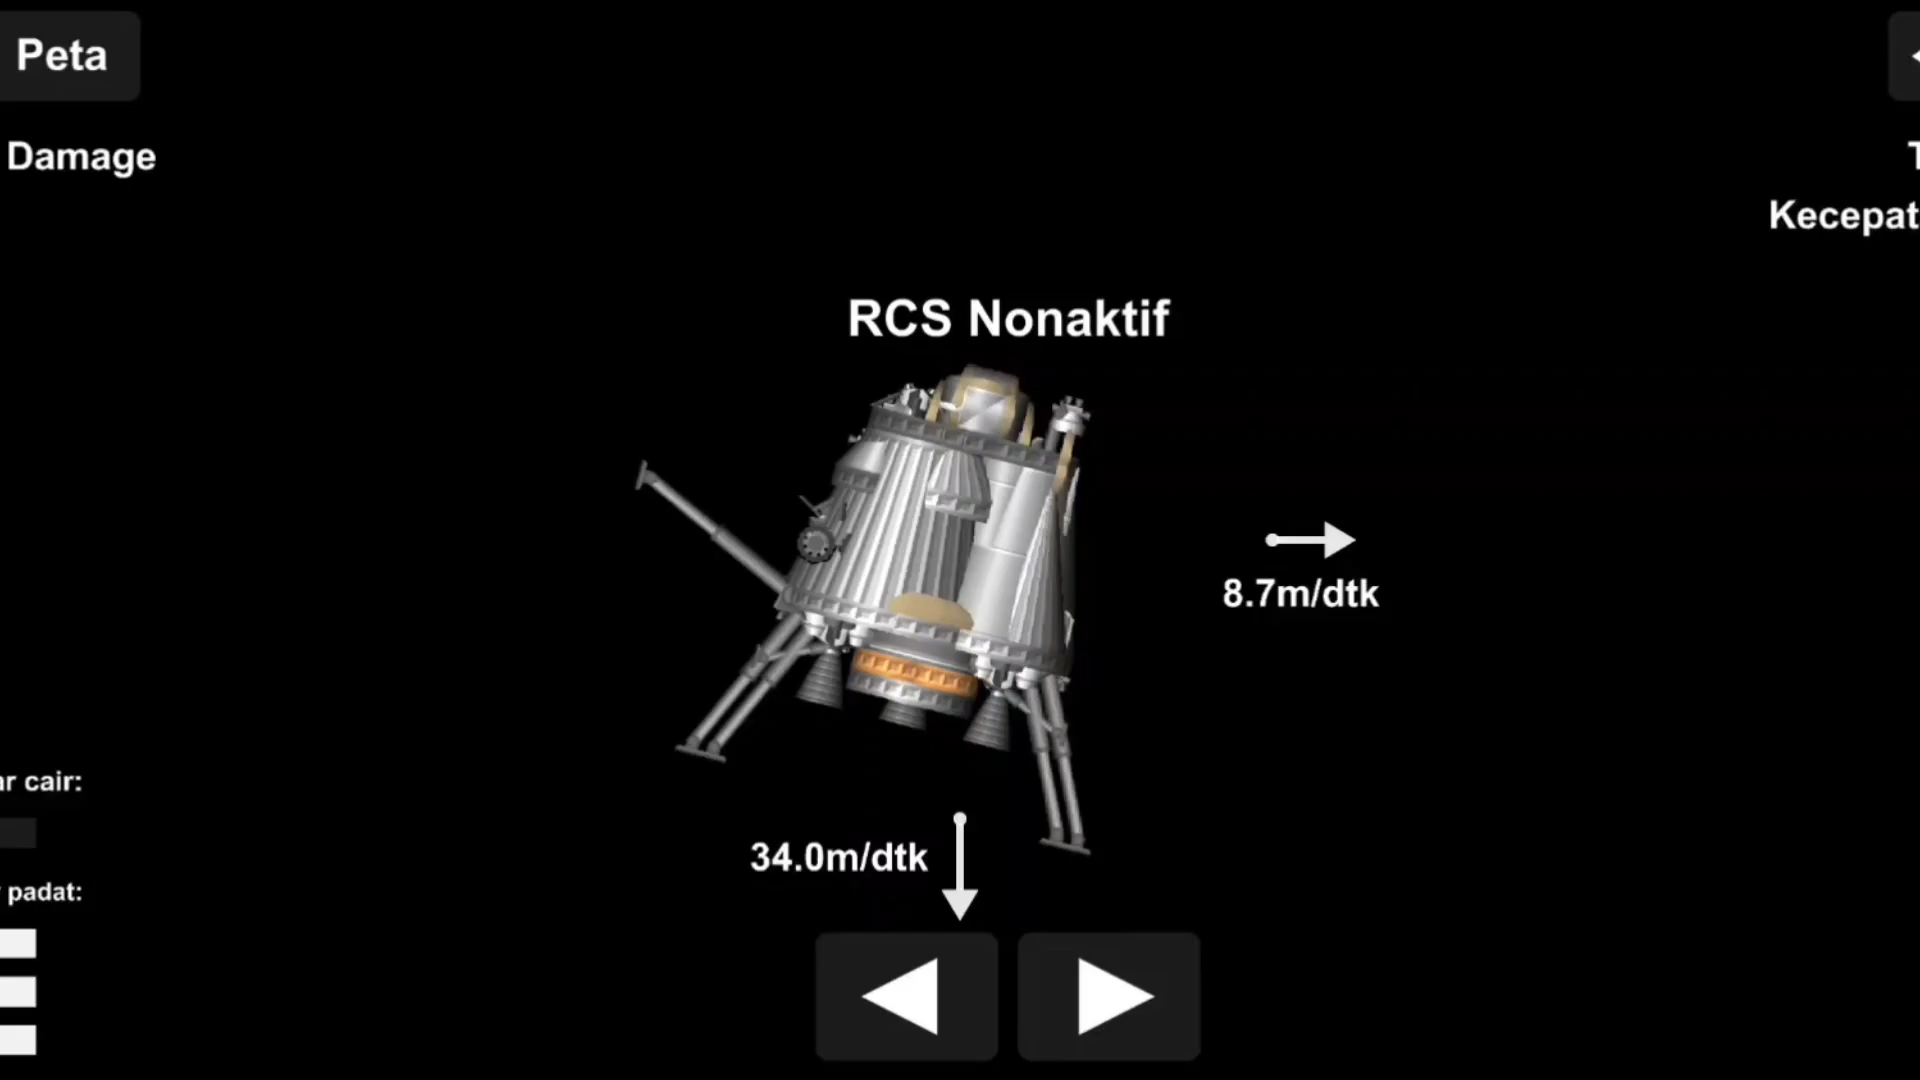 Peta
Damage
Kecepat
RCS Nonaktif
8.7m/dtk
cair:
34.0m/dtk
padat: